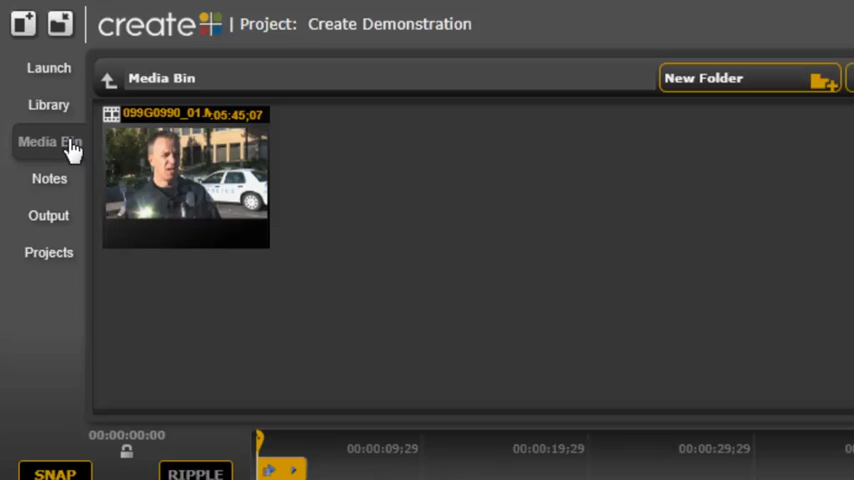 create | Project: Create Demonstration
Launch
Library
Media Bin
Notes
Output
Projects
Media Bin
New Folder
099G0990_01. :05:45;07
00:00:00:00
00:00:09;29
00:00:19;29
00:00:29;29
SNAP
RIPPLE